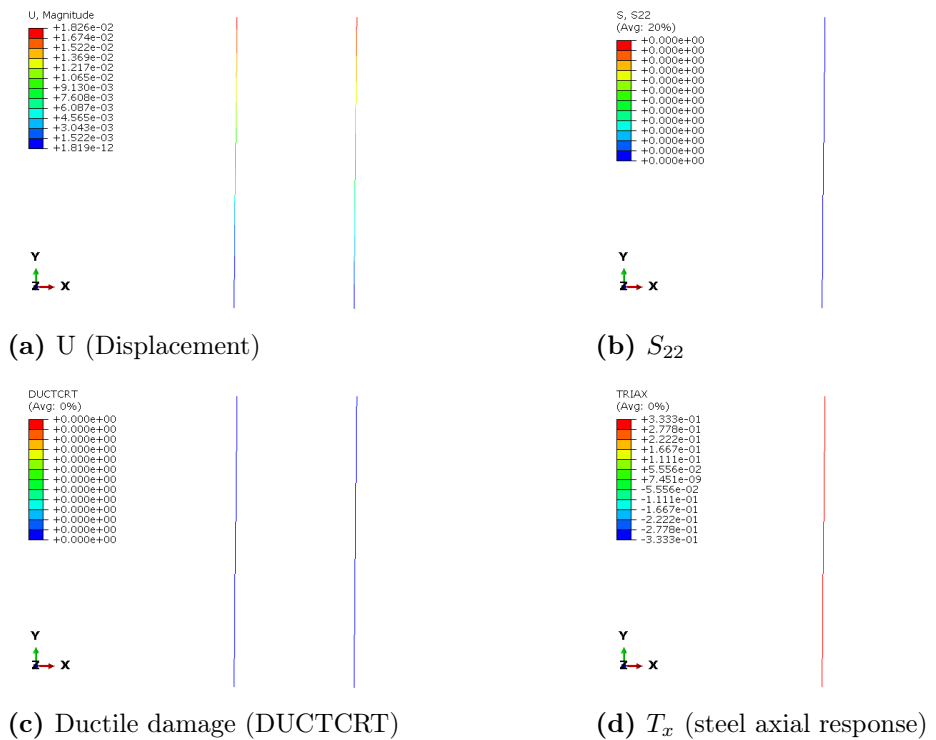 U, Magnitude
+1.826e-02
+1.674e-02
+1.522e-02
+1.369e-02
+1.217e-02
+1.065e-02
+9.130e-03
+7.608e-03
+6.087e-03
+4.565e-03
+3.043e-03
+1.522e-03
+1.819e-12
Y
Z X
(a) U (Displacement)
S, S22
(Avg: 20%)
+0.000e+00
+0.000e+00
+0.000e+00
+0.000e+00
+0.000e+00
+0.000e+00
+0.000e+00
+0.000e+00
+0.000e+00
+0.000e+00
+0.000e+00
+0.000e+00
+0.000e+00
Y
Z X
(b) S22
DUCTCRT
(Avg: 0%)
+0.000e+00
+0.000e+00
+0.000e+00
+0.000e+00
+0.000e+00
+0.000e+00
+0.000e+00
+0.000e+00
+0.000e+00
+0.000e+00
+0.000e+00
+0.000e+00
+0.000e+00
Y
Z X
(c) Ductile damage (DUCTCRT)
TRIAX
(Avg: 0%)
+3.333e-01
+2.778e-01
+2.222e-01
+1.667e-01
+1.111e-01
+5.556e-02
+7.451e-09
-5.556e-02
-1.111e-01
-1.667e-01
-2.222e-01
-2.778e-01
-3.333e-01
Y
Z X
(d) Tx (steel axial response)